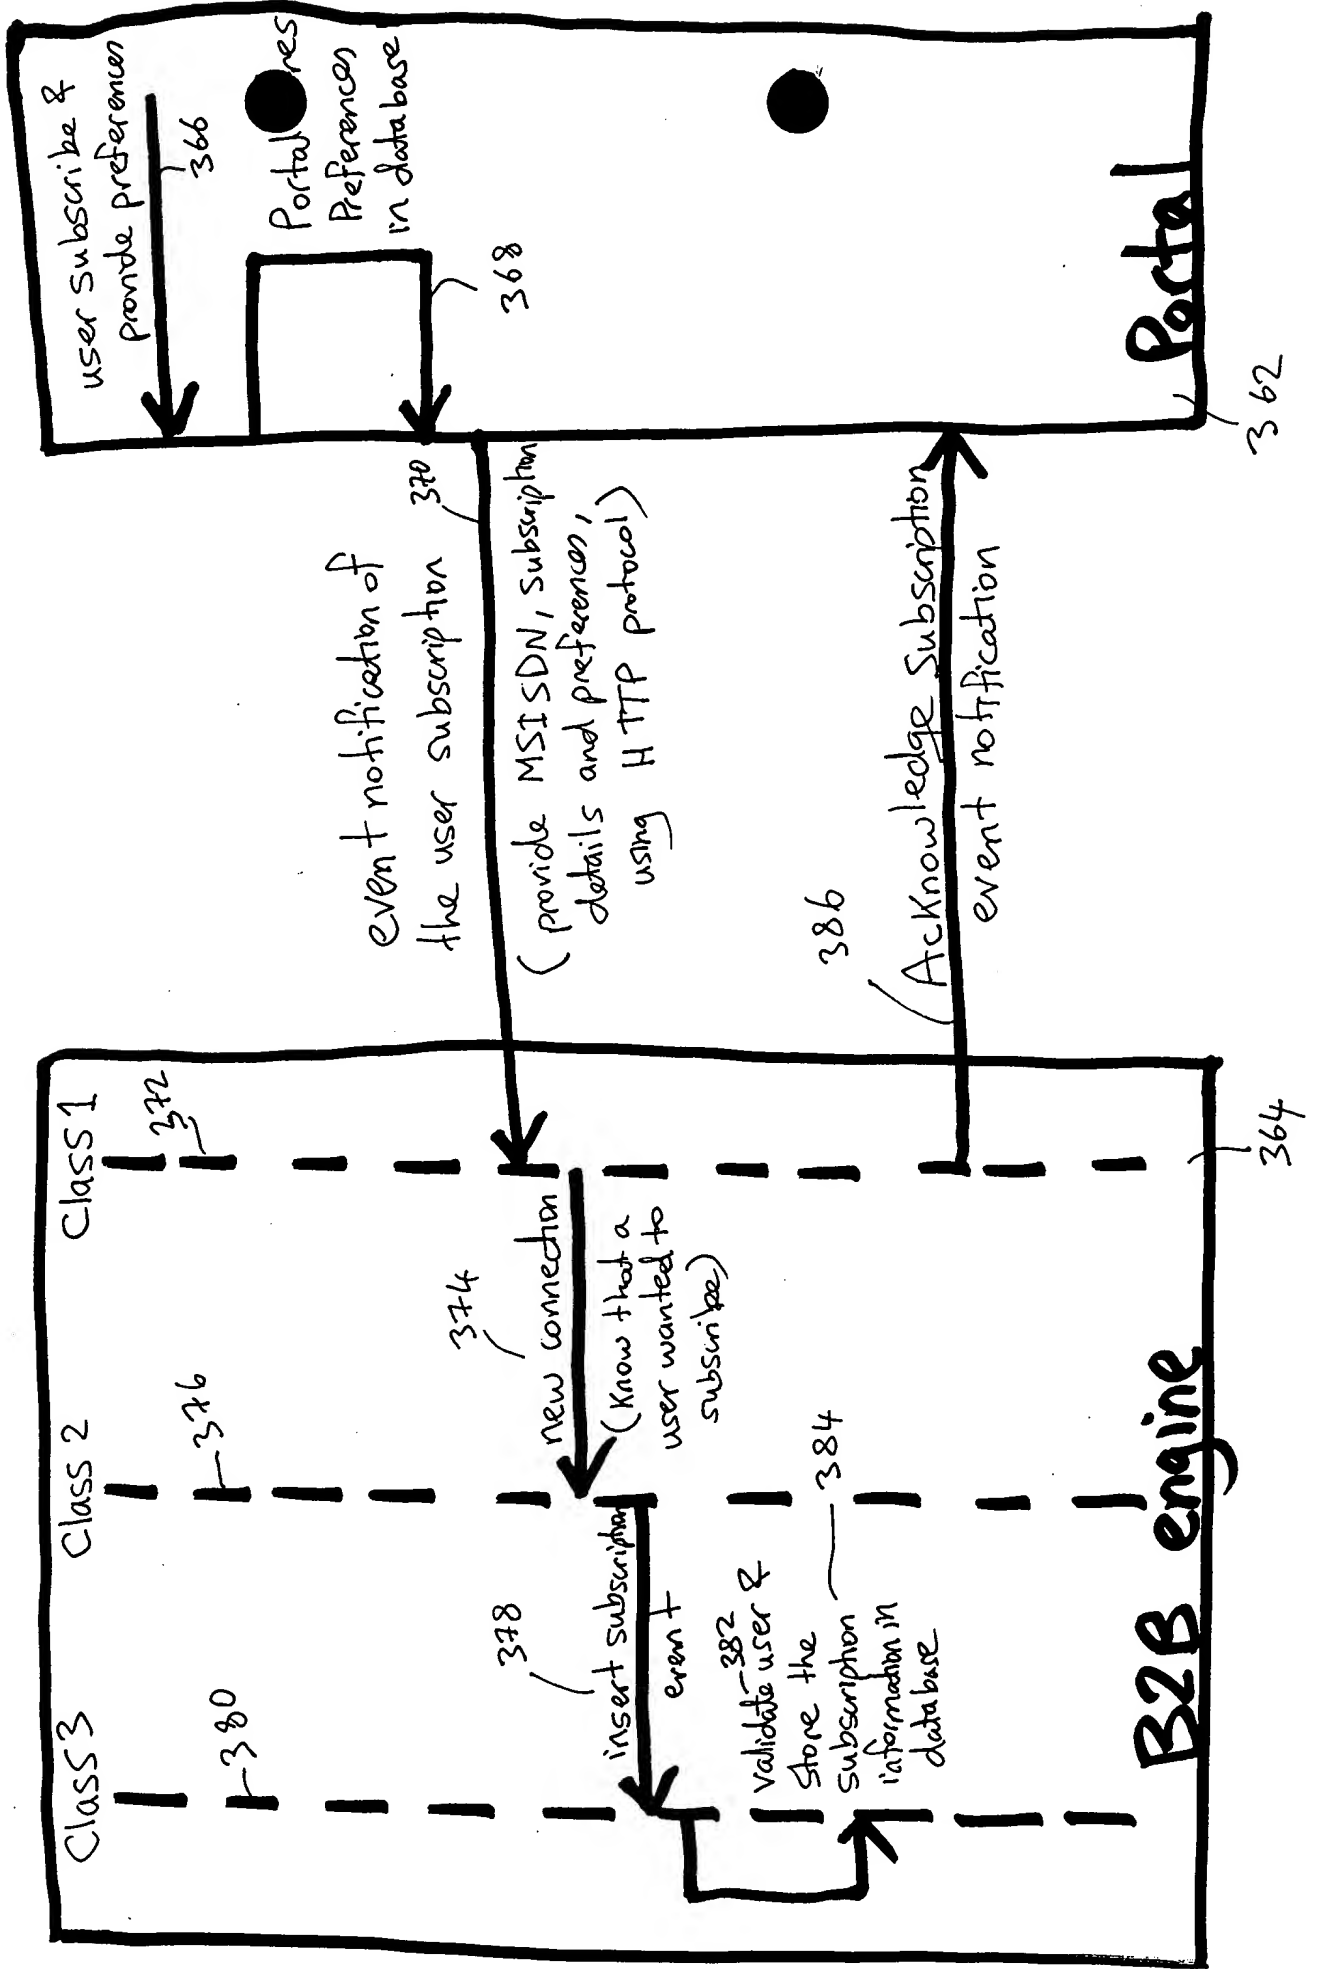 Class 3
380
Class 2
376
Class 1
372
user subscribe &
provide preferences
366
Portal
Preferences
in database
368
event notification of
the user subscription
370
(provide MSISDN, subscription
details and preferences,
using HTTP protocol)
374
new connection
(Know that a
user wanted to
subscribe)
378
insert subscription
event
382
Validate user &
Store the
subscription
384
information in
database
386
Acknowledge Subscription
event notification
B2B engine
364
Portal
362